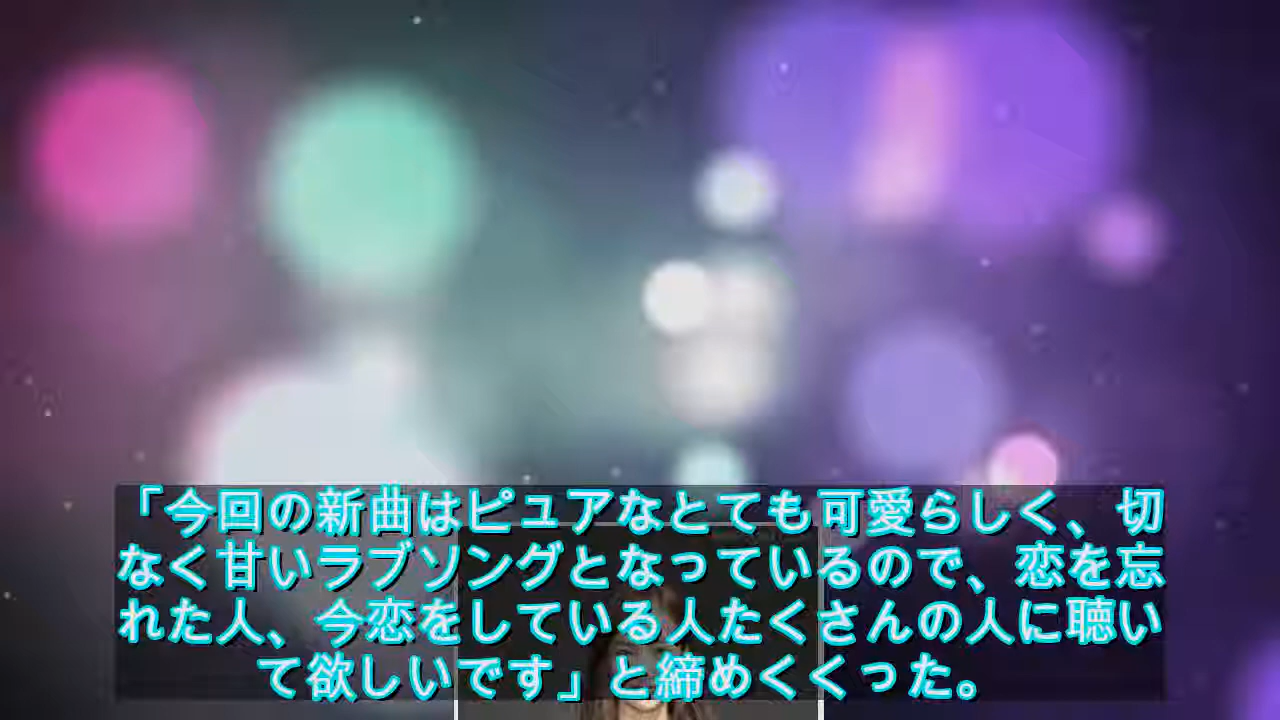 「今回の新曲はピュアなとても可愛らしく、切
なく甘いラブソングとなっているので、恋を忘
れた人、今恋をしている人たくさんの人に聴い
て欲しいです」と締めくくった。